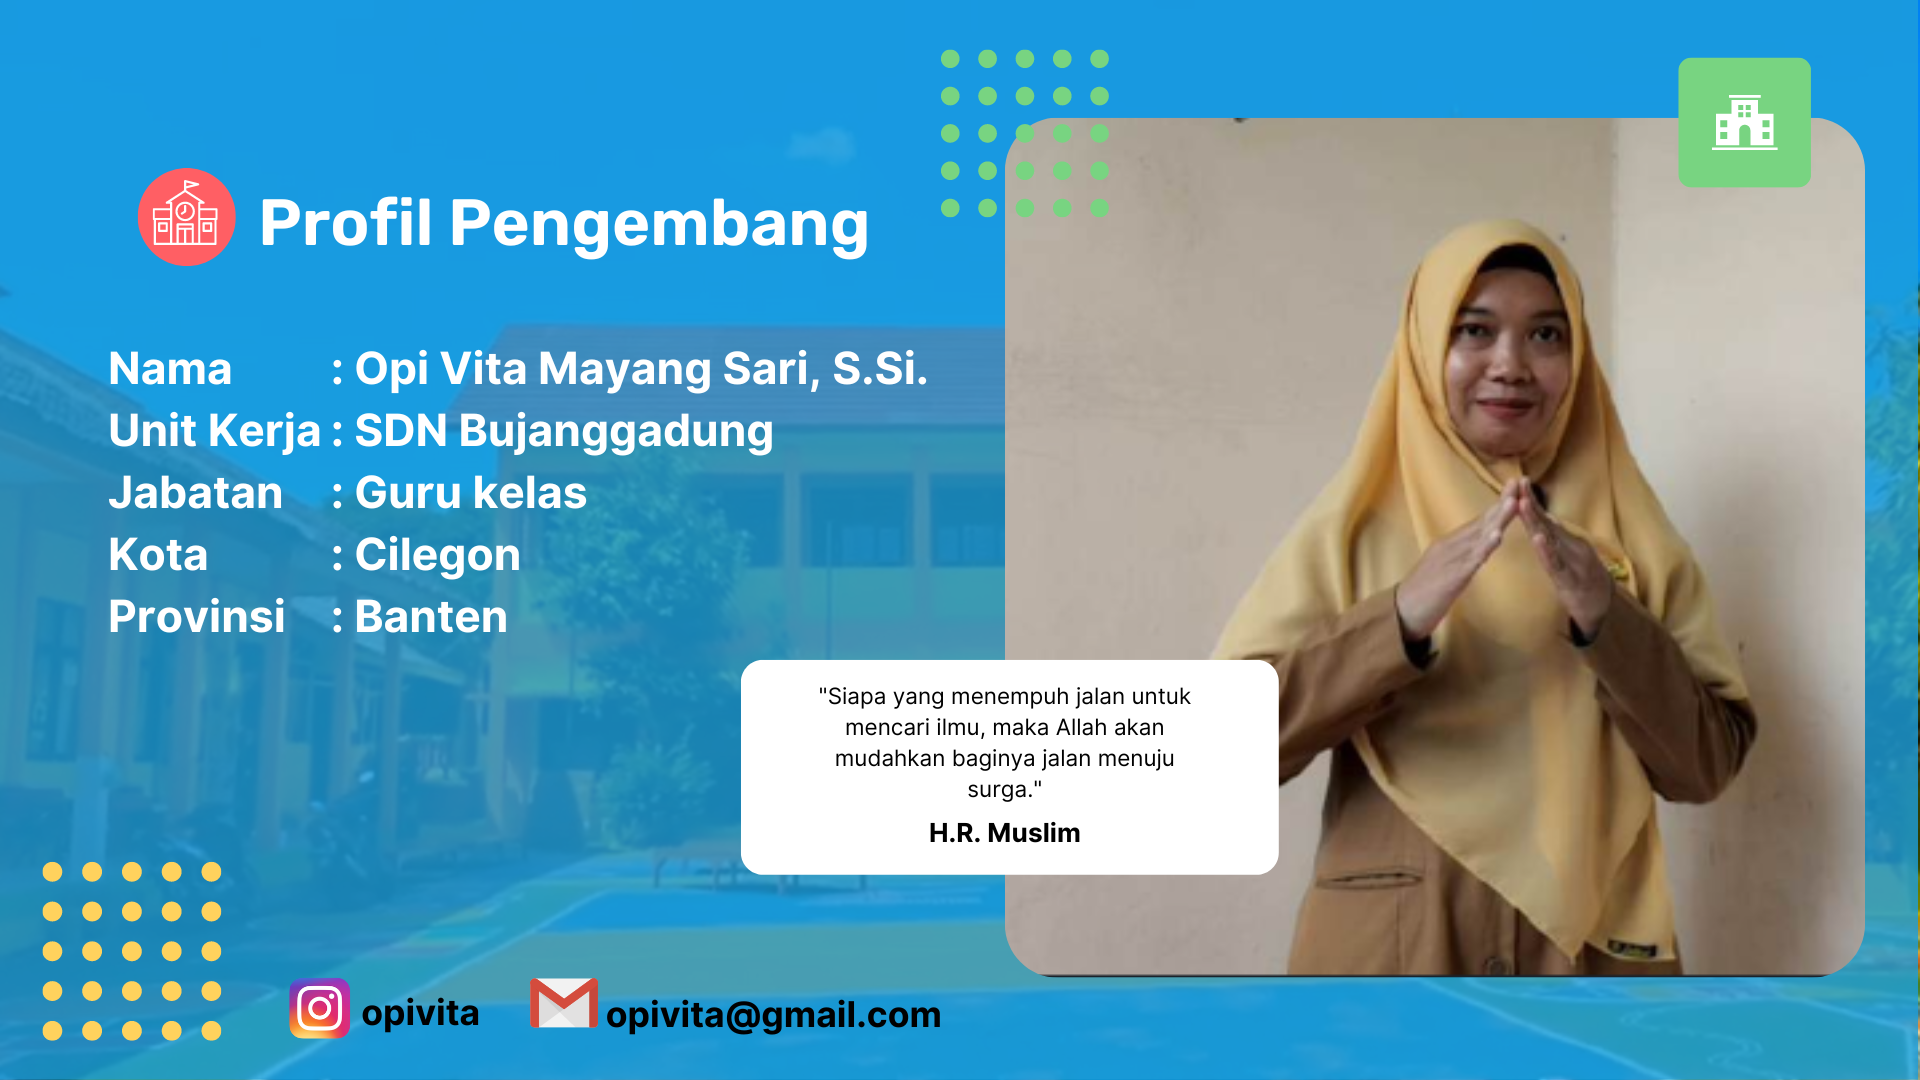 Profil Pengembang
Nama : Opi Vita Mayang Sari, S.Si.
Unit Kerja : SDN Bujanggadung
Jabatan : Guru kelas
Kota : Cilegon
Provinsi : Banten
"Siapa yang menempuh jalan untuk
mencari ilmu, maka Allah akan
mudahkan baginya jalan menuju
surga."
H.R. Muslim
opivita
opivita@gmail.com